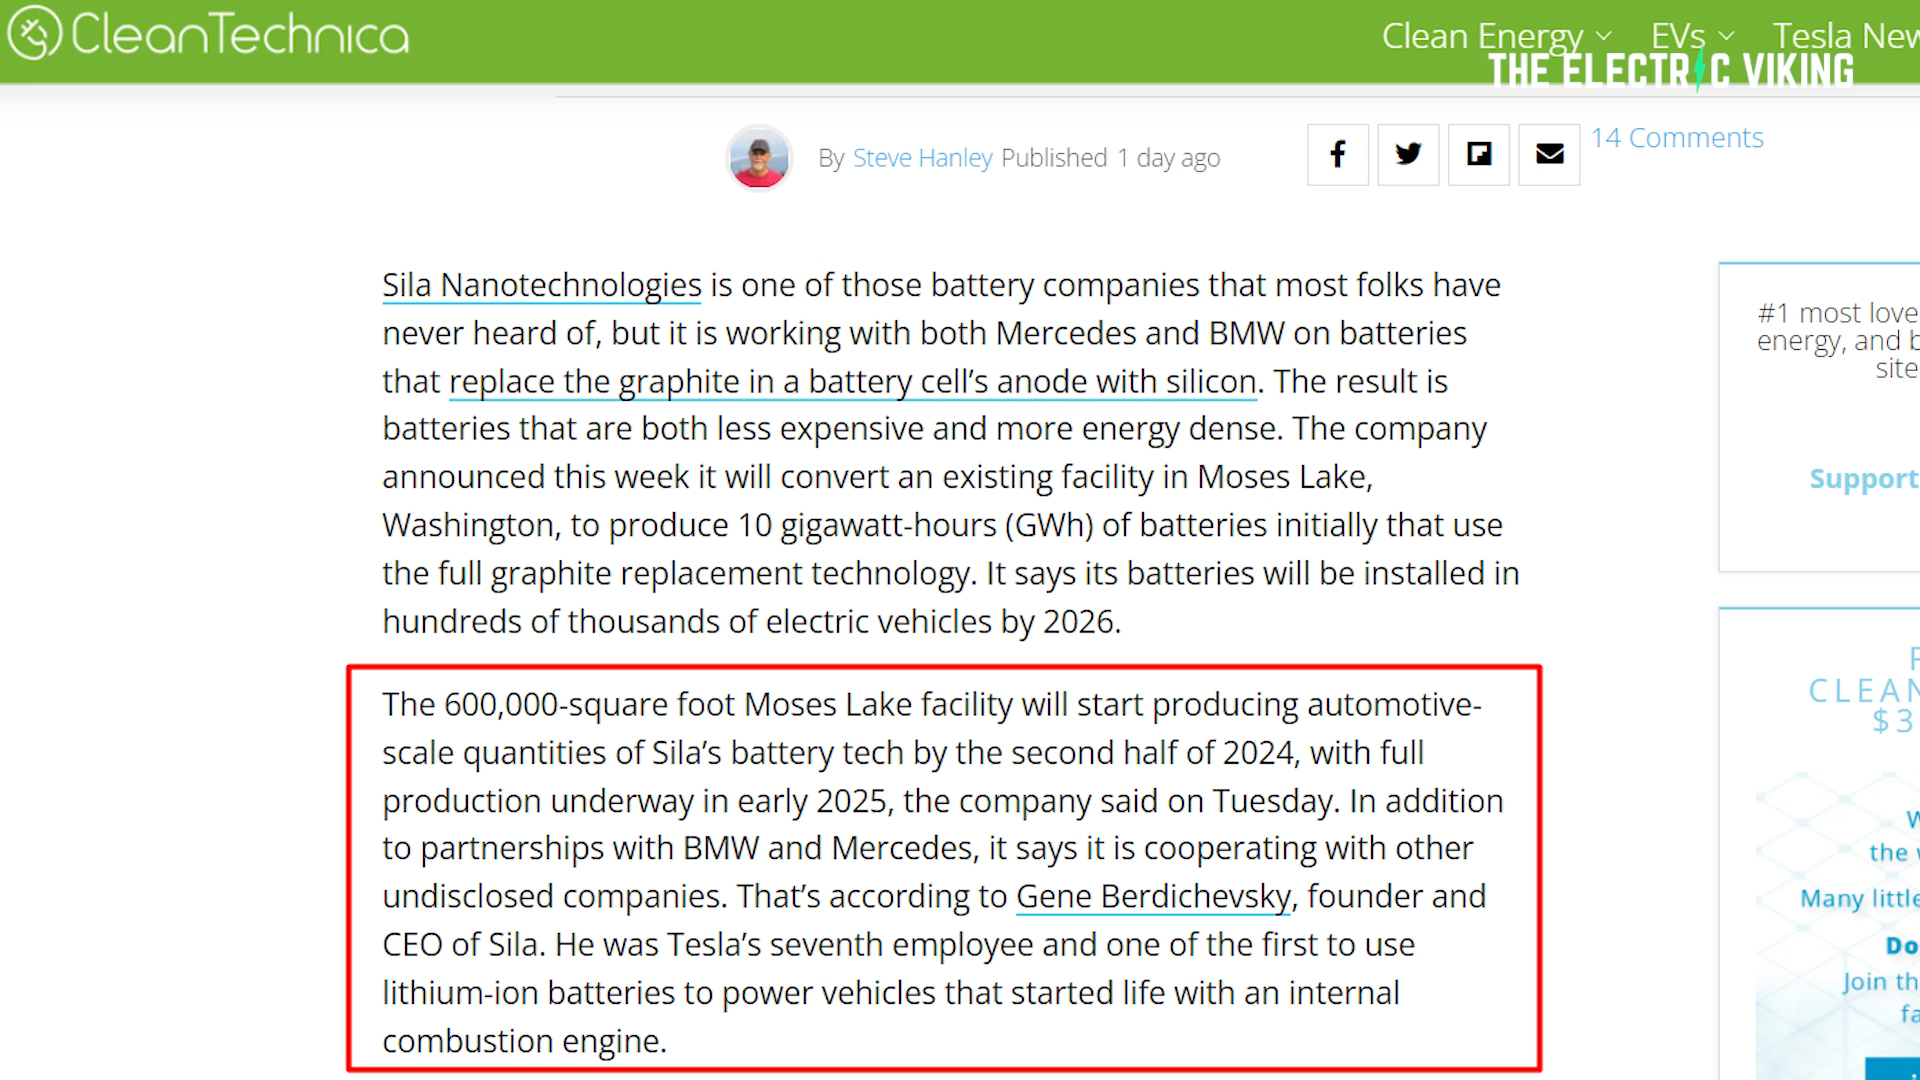 CleanTechnica
Clean Energy EVs Tesla New
THE ELECTRIC VIKING
By Steve Hanley Published 1 day ago
14 Comments
Sila Nanotechnologies is one of those battery companies that most folks have
never heard of, but it is working with both Mercedes and BMW on batteries
that replace the graphite in a battery cell’s anode with silicon. The result is
batteries that are both less expensive and more energy dense. The company
announced this week it will convert an existing facility in Moses Lake,
Washington, to produce 10 gigawatt-hours (GWh) of batteries initially that use
the full graphite replacement technology. It says its batteries will be installed in
hundreds of thousands of electric vehicles by 2026.
The 600,000-square foot Moses Lake facility will start producing automotive-
scale quantities of Sila’s battery tech by the second half of 2024, with full
production underway in early 2025, the company said on Tuesday. In addition
to partnerships with BMW and Mercedes, it says it is cooperating with other
undisclosed companies. That’s according to Gene Berdichevsky, founder and
CEO of Sila. He was Tesla’s seventh employee and one of the first to use
lithium-ion batteries to power vehicles that started life with an internal
combustion engine.
#1 most love
energy, and b
site
Support
CLEAN
$3
the
Many little
Do
Join th
fa